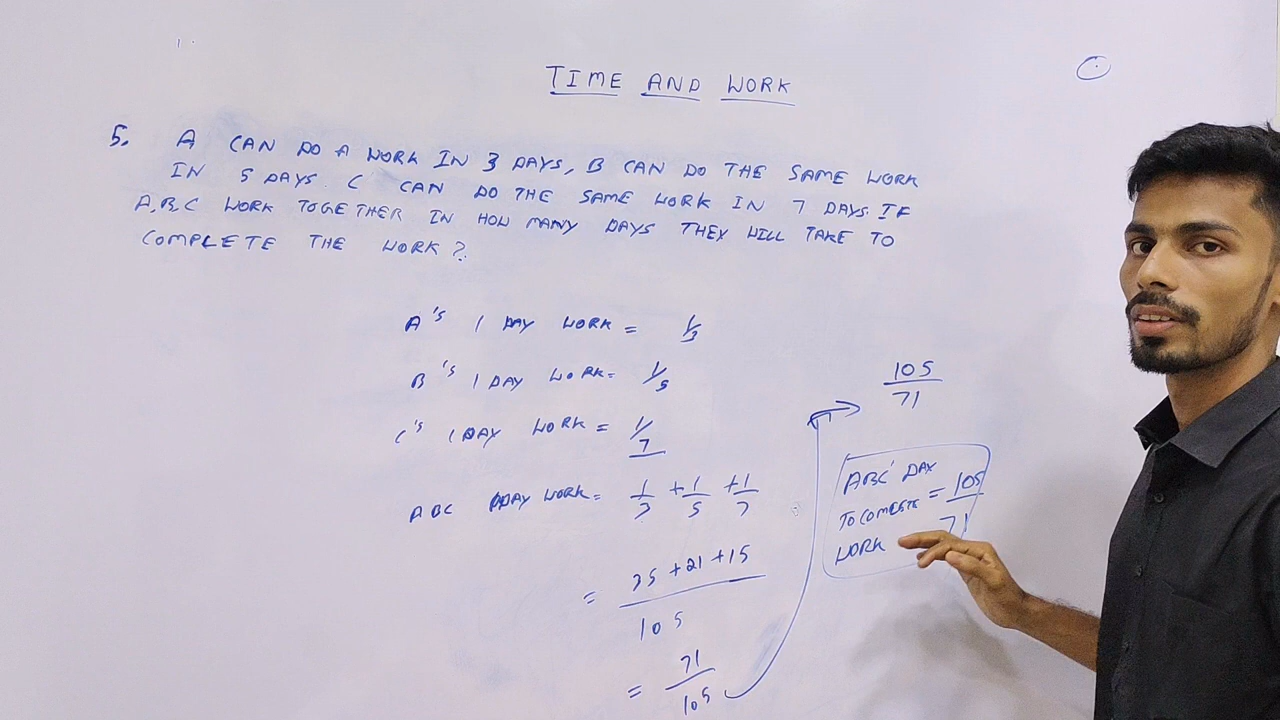 TIME AND WORK
5. A CAN DO A WORK IN 3 DAYS, B CAN DO THE SAME WORK
IN 5 DAYS. C CAN DO THE SAME WORK IN 7 DAYS. IF
A,B,C WORK TOGETHER IN HOW MANY DAYS THEY WILL TAKE TO
COMPLETE THE WORK?
A's 1 DAY WORK = 1/3
B's 1 DAY WORK = 1/5
C's 1 DAY WORK = 1/7
ABC DAY WORK = 1/3 + 1/5 + 1/7
= 35 + 21 + 15 / 105
= 71/105
105/71
ABC' DAY
TO COMLETE = 105/71
WORK